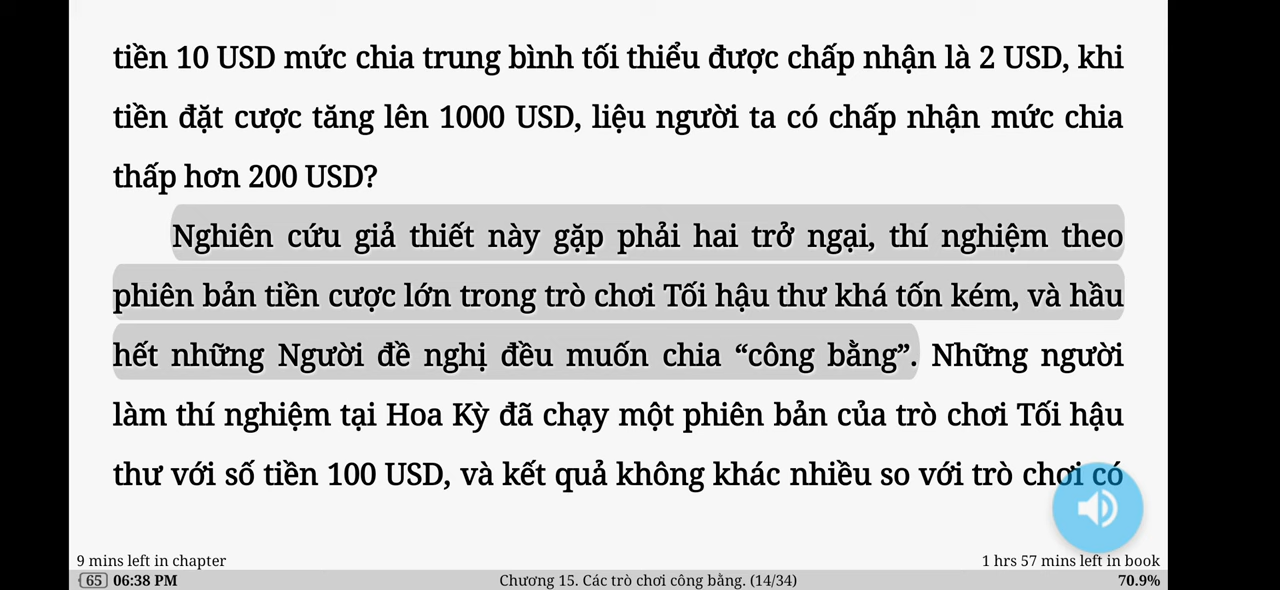 tiền 10 USD mức chia trung bình tối thiểu được chấp nhận là 2 USD, khi
tiền đặt cược tăng lên 1000 USD, liệu người ta có chấp nhận mức chia
thấp hơn 200 USD?
Nghiên cứu giả thiết này gặp phải hai trở ngại, thí nghiệm theo
phiên bản tiền cược lớn trong trò chơi Tối hậu thư khá tốn kém, và hầu
hết những Người đề nghị đều muốn chia “công bằng”. Những người
làm thí nghiệm tại Hoa Kỳ đã chạy một phiên bản của trò chơi Tối hậu
thư với số tiền 100 USD, và kết quả không khác nhiều so với trò chơi có
9 mins left in chapter
1 hrs 57 mins left in book
65 06:38 PM
Chương 15. Các trò chơi công bằng. (14/34)
70.9%